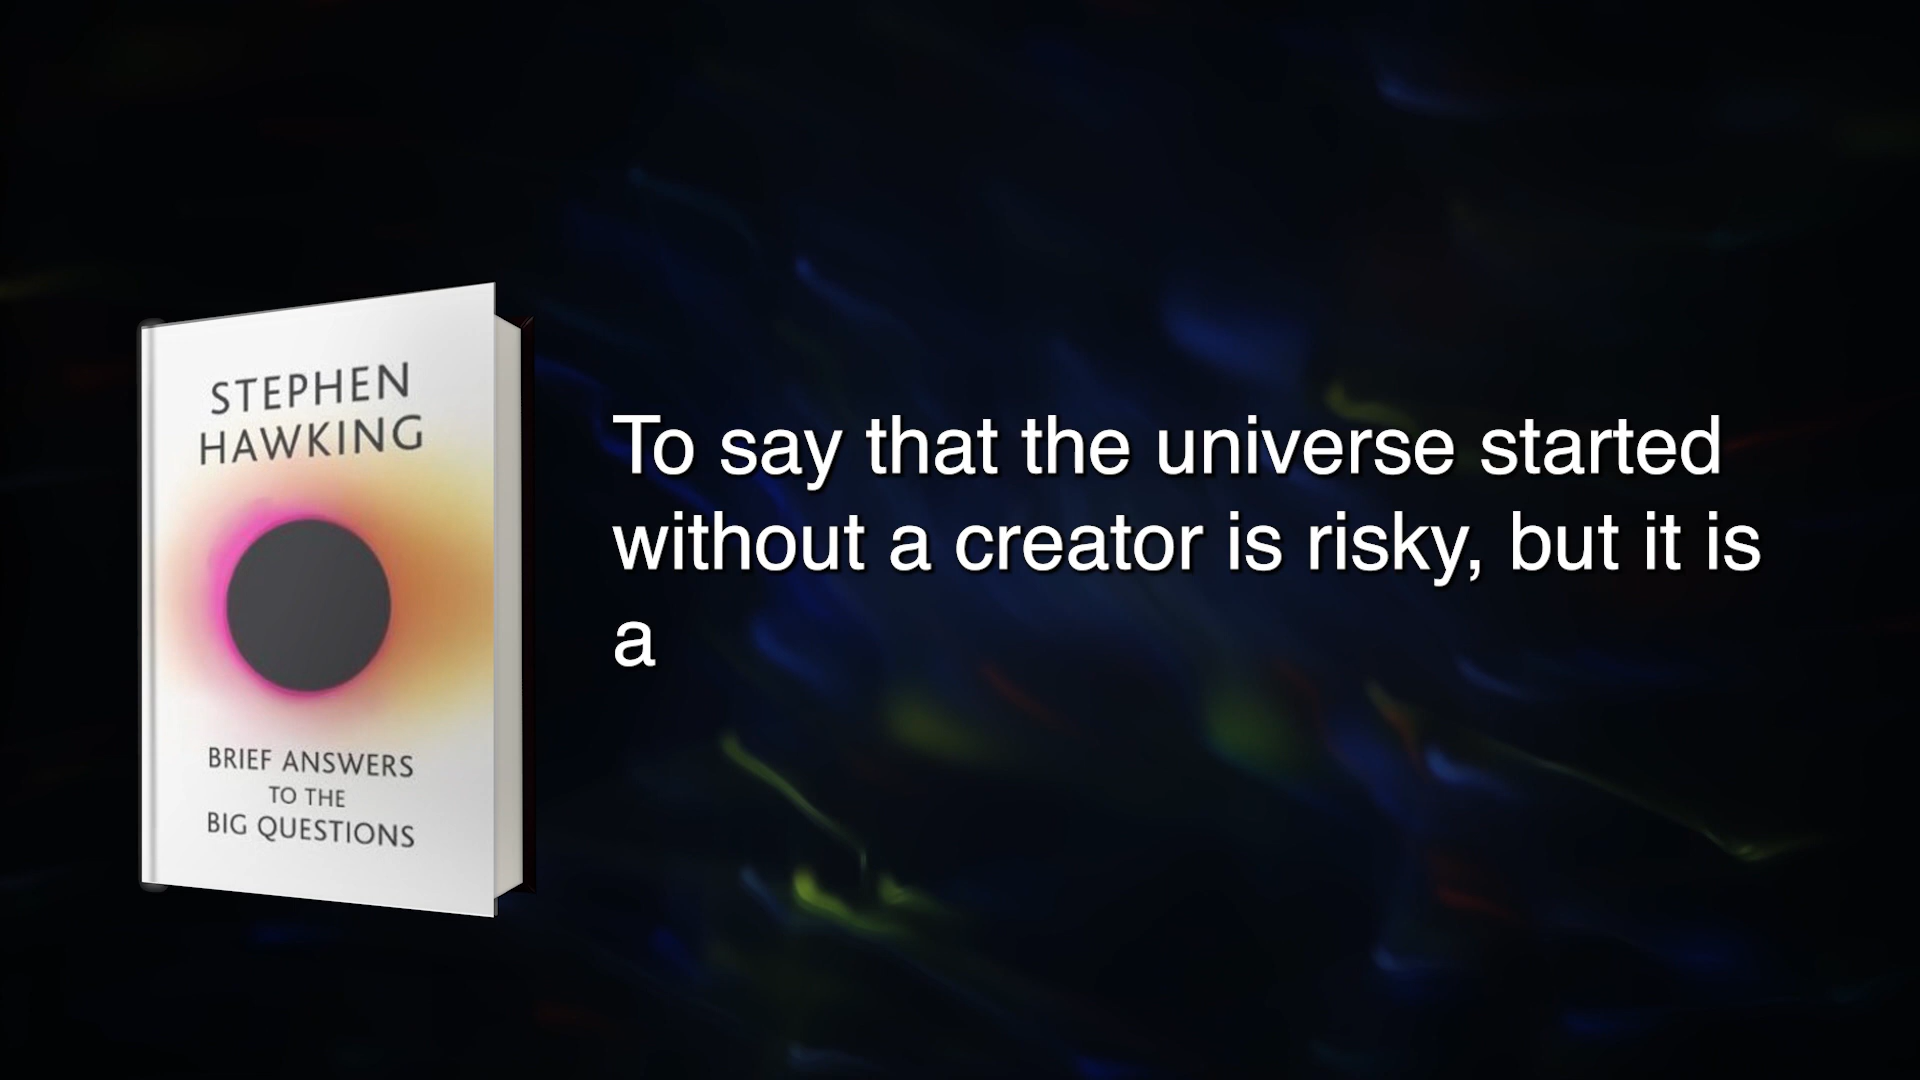 STEPHEN
HAWKING
BRIEF ANSWERS
TO THE
BIG QUESTIONS
To say that the universe started
without a creator is risky, but it is
a